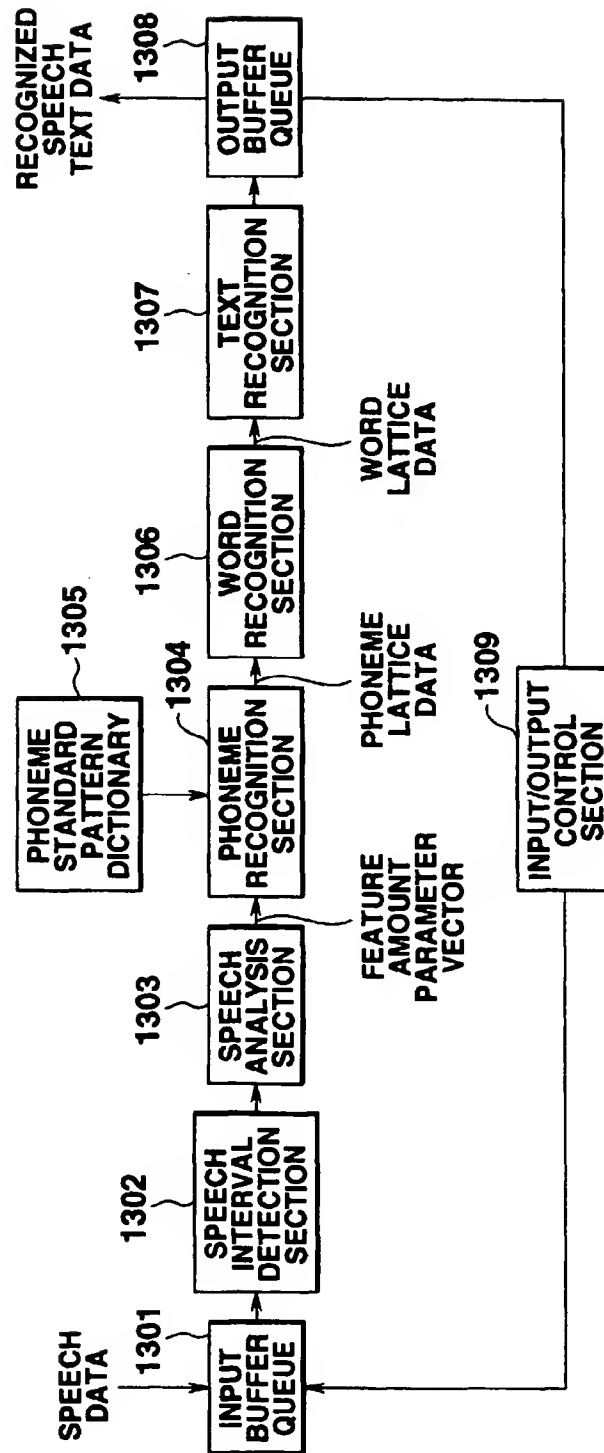 SPEECH
DATA
1301
INPUT
BUFFER
QUEUE
1302
SPEECH
INTERVAL
DETECTION
SECTION
1303
SPEECH
ANALYSIS
SECTION
FEATURE
AMOUNT
PARAMETER
VECTOR
PHONEME
STANDARD
PATTERN
DICTIONARY
1305
1304
PHONEME
RECOGNITION
SECTION
PHONEME
LATTICE
DATA
1306
WORD
RECOGNITION
SECTION
WORD
LATTICE
DATA
1307
TEXT
RECOGNITION
SECTION
RECOGNIZED
SPEECH
TEXT DATA
1308
OUTPUT
BUFFER
QUEUE
1309
INPUT/OUTPUT
CONTROL
SECTION